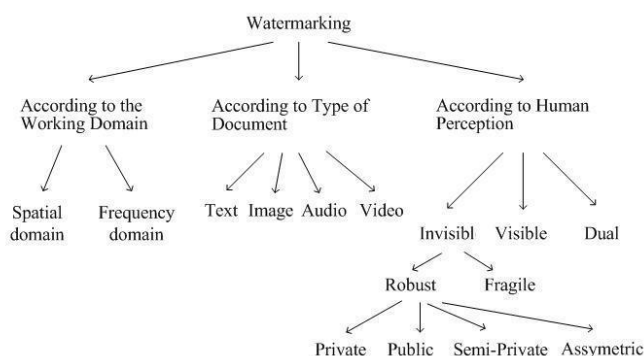 Watermarking
According to the
Working Domain
According to Type of
Document
According to Human
Perception
Spatial
domain
Frequency
domain
Text Image Audio Video
Invisibl Visible Dual
Robust Fragile
Private Public Semi-Private Assymetric